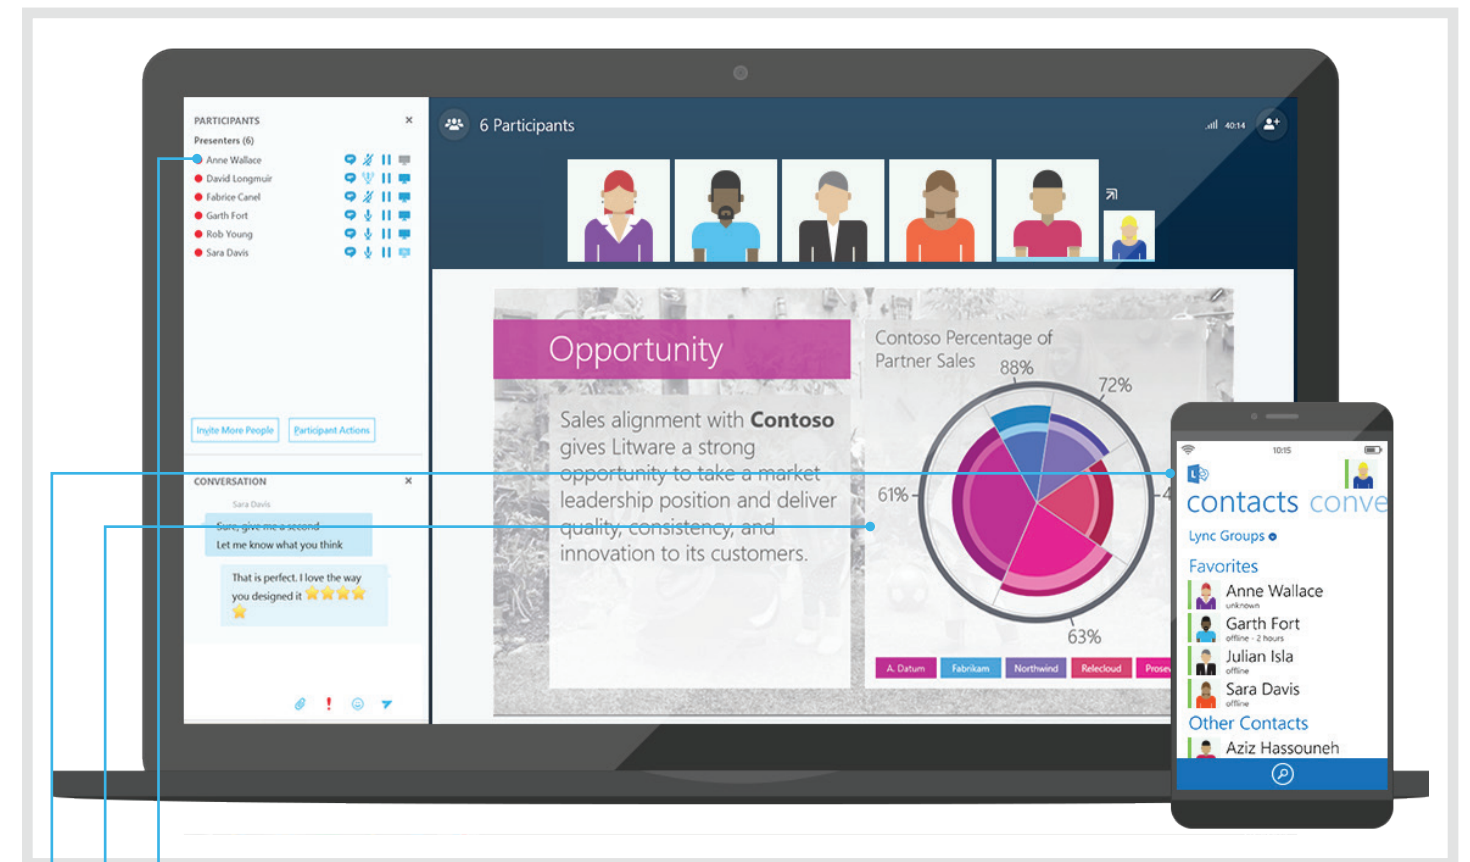 PARTICIPANTS
Presenters (6)
Anne Wallace
David Longmuir
Fabrice Canel
Garth Fort
Rob Young
Sara Davis
Invite More People
Participant Actions
CONVERSATION
Sara Davis
Sure, give me a second
Let me know what you think
That is perfect. I love the way
you designed it
6 Participants
40:14
Opportunity
Sales alignment with Contoso
gives Litware a strong
opportunity to take a market
leadership position and deliver
quality, consistency, and
innovation to its customers.
Contoso Percentage of
Partner Sales
88%
72%
61%
4
63%
A. Datum
Fabrikam
Northwind
Relecloud
Prosew
10:15
contacts conve
Lync Groups
Favorites
Anne Wallace
unknown
Garth Fort
offline - 2 hours
Julian Isla
offline
Sara Davis
offline
Other Contacts
Aziz Hassouneh